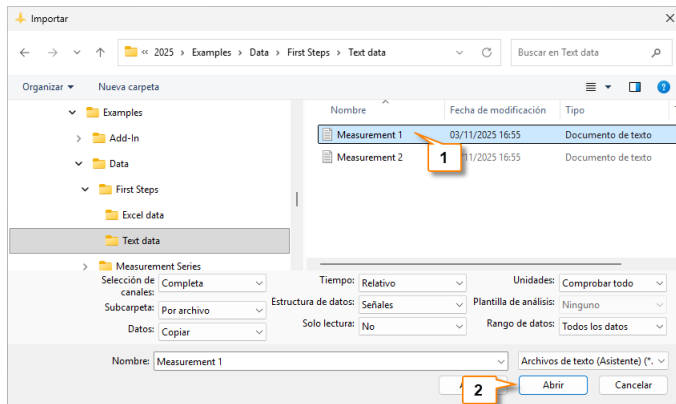 Importar
« 2025 > Examples > Data > First Steps > Text data
Buscar en Text data
Organizar
Nueva carpeta
Nombre Fecha de modificación Tipo
Examples
Add-In
Data
First Steps
Excel data
Text data
Measurement Series
Measurement 1 03/11/2025 16:55 Documento de texto
Measurement 2 /11/2025 16:55 Documento de texto
1
Selección de canales: Completa
Tiempo: Relativo
Unidades: Comprobar todo
Subcarpeta: Por archivo
Estructura de datos: Señales
Plantilla de análisis: Ninguno
Datos: Copiar
Solo lectura: No
Rango de datos: Todos los datos
Nombre: Measurement 1
Archivos de texto (Asistente) (*.
2
Abrir
Cancelar